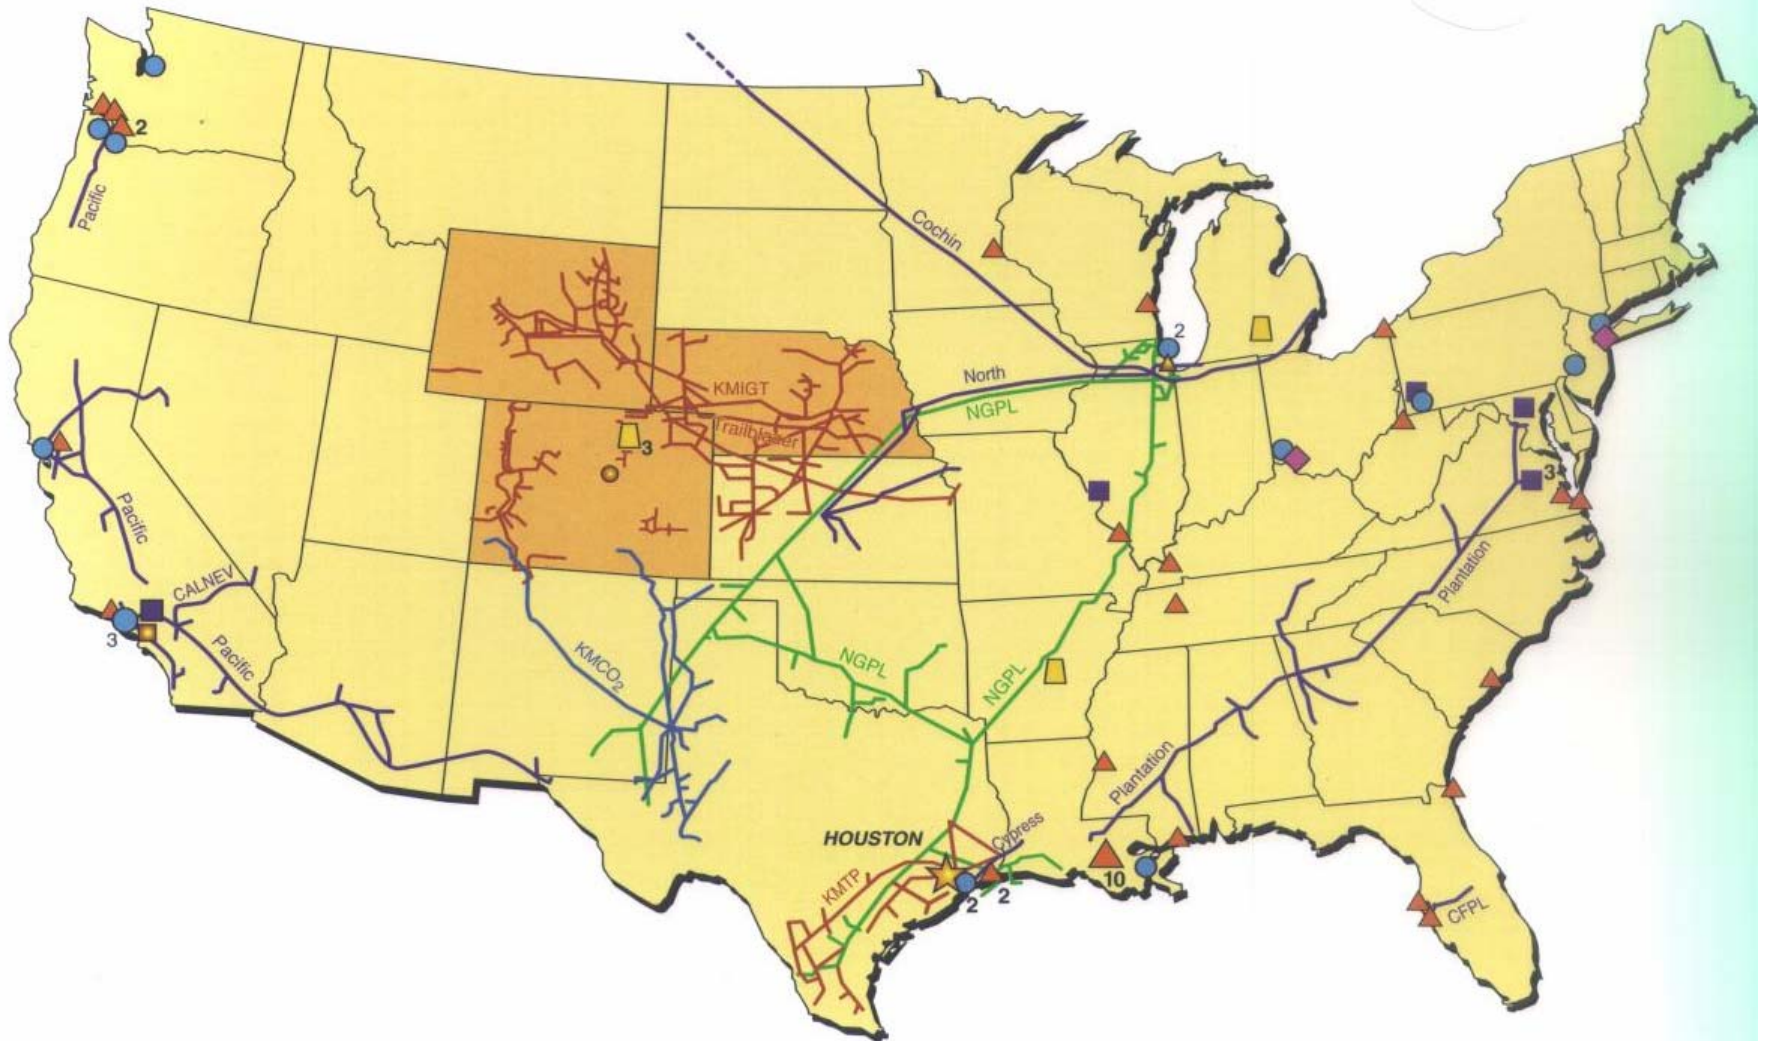 2
Pacific
Cochin
2
North
KMIGT
NGPL
Trailblazer
3
3
Pacific
Plantation
CALNEV
3
Pacific
KMCO2
NGPL
NGPL
Plantation
HOUSTON
Cypress
KMTP
10
2
2
CFPL